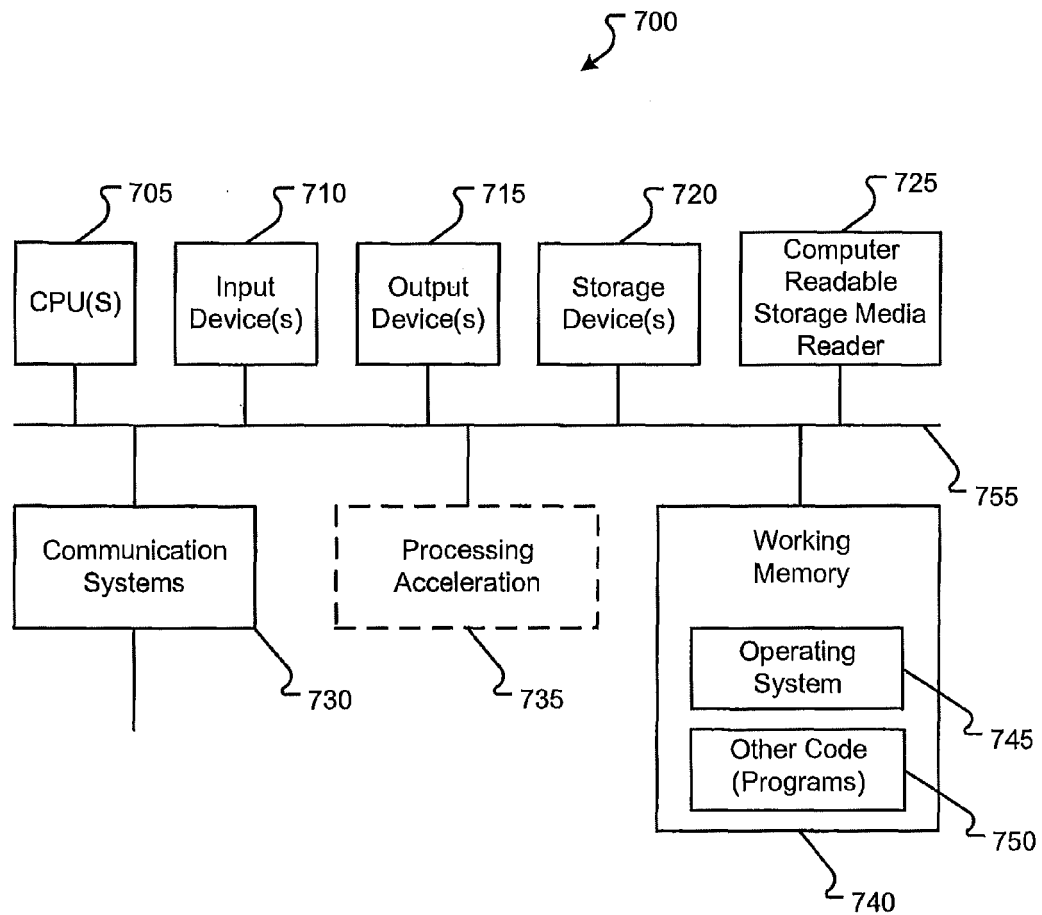 700
705
710
715
720
725
CPU(S)
Input
Device(s)
Output
Device(s)
Storage
Device(s)
Computer
Readable
Storage Media
Reader
755
Communication
Systems
730
Processing
Acceleration
735
Working
Memory
Operating
System
745
Other Code
(Programs)
750
740